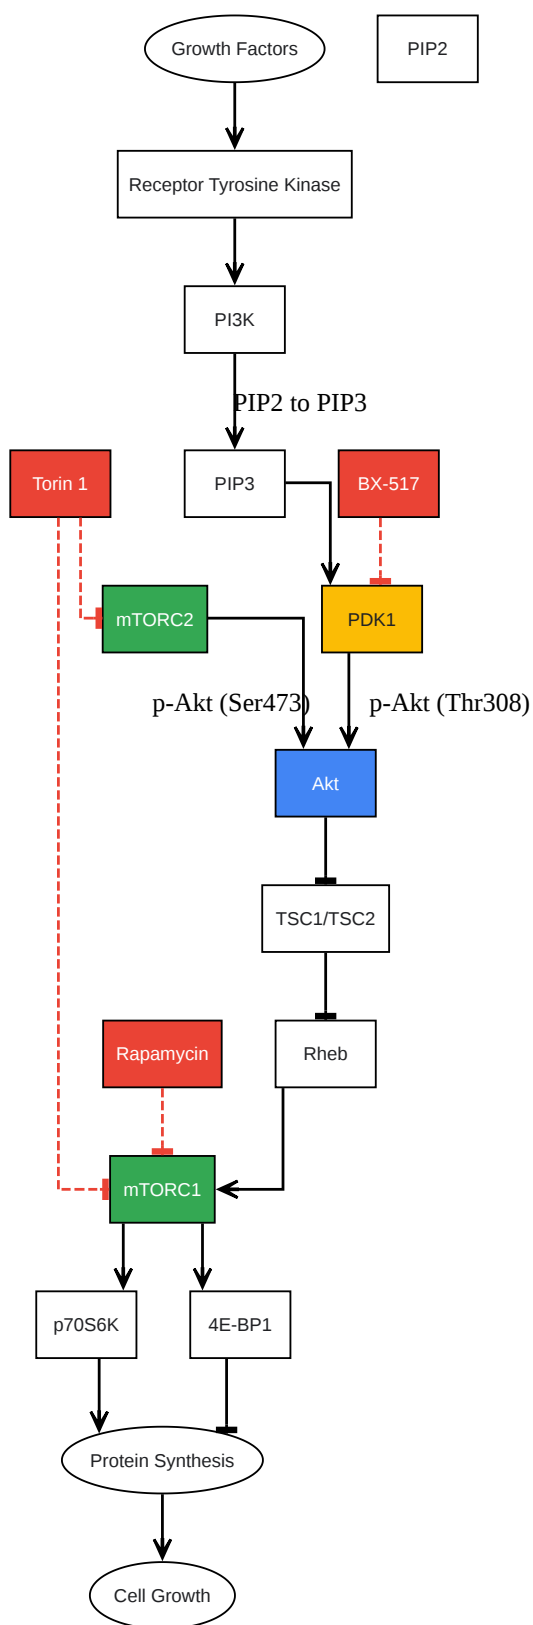 Growth Factors
PIP2
Receptor Tyrosine Kinase
PI3K
PIP2 to PIP3
Torin 1
PIP3
BX-517
mTORC2
PDK1
p-Akt (Ser473)
p-Akt (Thr308)
Akt
TSC1/TSC2
Rapamycin
Rheb
mTORC1
p70S6K
4E-BP1
Protein Synthesis
Cell Growth